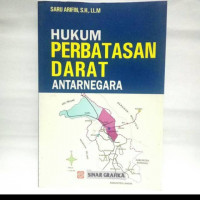 SARU ARIFIN, S.H., LL.M
HUKUM
PERBATASAN
DARAT
ANTARNEGARA
SINAR GRAFIKA